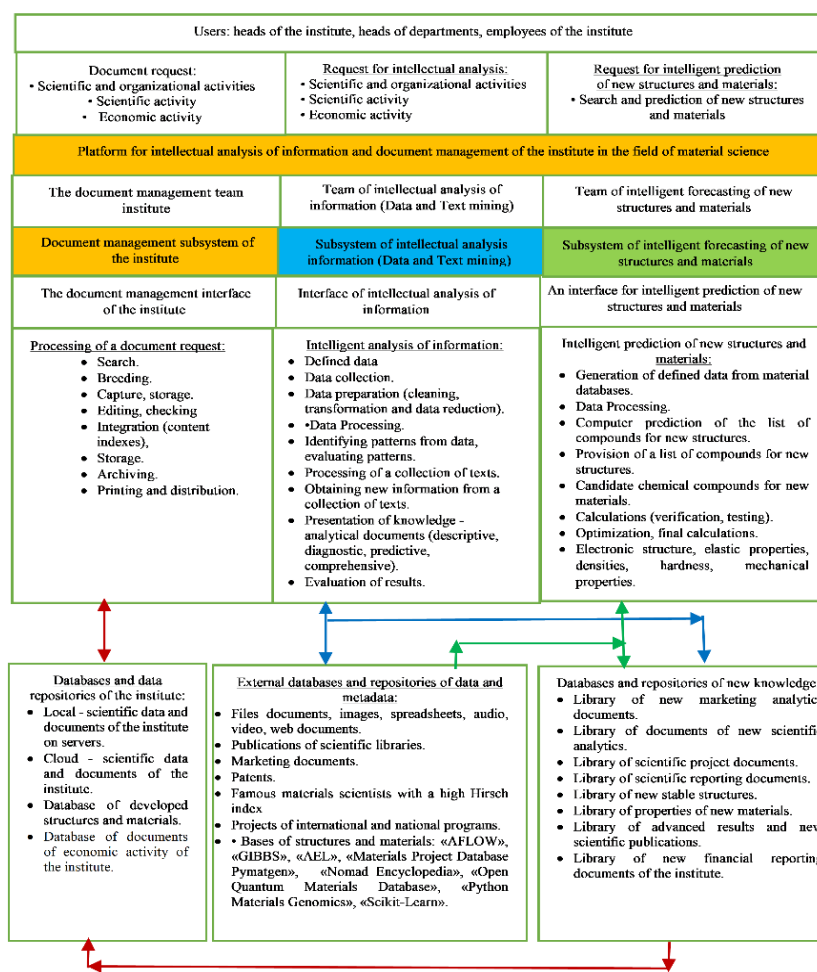 Users: heads of the institute, heads of departments, employees of the institute
Document request:
• Scientific and organizational activities
• Scientific activity
• Economic activity
Request for intellectual analysis:
• Scientific and organizational activities
• Scientific activity
• Economic activity
Request for intelligent prediction
of new structures and materials:
• Search and prediction of new structures
and materials
Platform for intellectual analysis of information and document management of the institute in the field of material science
The document management team
institute
Team of intellectual analysis of
information (Data and Text mining)
Team of intelligent forecasting of new
structures and materials
Document management subsystem of
the institute
Subsystem of intellectual analysis
information (Data and Text mining)
Subsystem of intelligent forecasting of new
structures and materials
The document management interface
of the institute
Interface of intellectual analysis of
information
An interface for intelligent prediction of new
structures and materials
Processing of a document request:
• Search.
• Breeding.
• Capture, storage.
• Editing, checking
• Integration (content
indexes),
• Storage.
• Archiving.
• Printing and distribution.
Intelligent analysis of information:
• Defined data
• Data collection.
• Data preparation (cleaning,
transformation and data reduction).
• •Data Processing.
• Identifying patterns from data,
evaluating patterns.
• Processing of a collection of texts.
• Obtaining new information from a
collection of texts.
• Presentation of knowledge -
analytical documents (descriptive,
diagnostic, predictive,
comprehensive).
• Evaluation of results.
Intelligent prediction of new structures and
materials:
• Generation of defined data from material
databases.
• Data Processing.
• Computer prediction of the list of
compounds for new structures.
• Provision of a list of compounds for new
structures.
• Candidate chemical compounds for new
materials.
• Calculations (verification, testing).
• Optimization, final calculations.
• Electronic structure, elastic properties,
densities, hardness, mechanical
properties.
Databases and data
repositories of the institute:
• Local - scientific data and
documents of the institute
on servers.
• Cloud - scientific data
and documents of the
institute.
• Database of developed
structures and materials.
• Database of documents
of economic activity of
the institute.
External databases and repositories of data and
metadata:
• Files documents, images, spreadsheets, audio,
video, web documents.
• Publications of scientific libraries.
• Marketing documents.
• Patents.
• Famous materials scientists with a high Hirsch
index
• Projects of international and national programs.
• • Bases of structures and materials: «AFLOW»,
«GIBBS», «AEL», «Materials Project Database
Pymatgen», «Nomad Encyclopedia», «Open
Quantum Materials Database», «Python
Materials Genomics», «Scikit-Learn».
Databases and repositories of new knowledge
• Library of new marketing analytic
documents.
• Library of documents of new scientific
analytics.
• Library of scientific project documents.
• Library of scientific reporting documents.
• Library of new stable structures.
• Library of properties of new materials.
• Library of advanced results and new
scientific publications.
• Library of new financial reporting
documents of the institute.